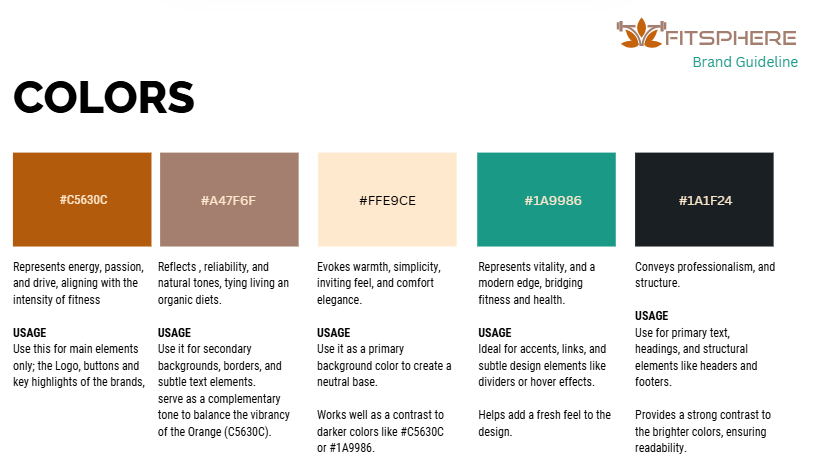 FITSPHERE
Brand Guideline
COLORS
#C5630C
#A47F6F
#FFE9CE
#1A9986
#1A1F24
Represents energy, passion,
and drive, aligning with the
intensity of fitness
USAGE
Use this for main elements
only; the Logo, buttons and
key highlights of the brands,
Reflects , reliability, and
natural tones, tying living an
organic diets.
USAGE
Use it for secondary
backgrounds, borders, and
subtle text elements.
serve as a complementary
tone to balance the vibrancy
of the Orange (C5630C).
Evokes warmth, simplicity,
inviting feel, and comfort
elegance.
USAGE
Use it as a primary
background color to create a
neutral base.
Works well as a contrast to
darker colors like #C5630C
or #1A9986.
Represents vitality, and a
modern edge, bridging
fitness and health.
USAGE
Ideal for accents, links, and
subtle design elements like
dividers or hover effects.
Helps add a fresh feel to the
design.
Conveys professionalism, and
structure.
USAGE
Use for primary text,
headings, and structural
elements like headers and
footers.
Provides a strong contrast to
the brighter colors, ensuring
readability.